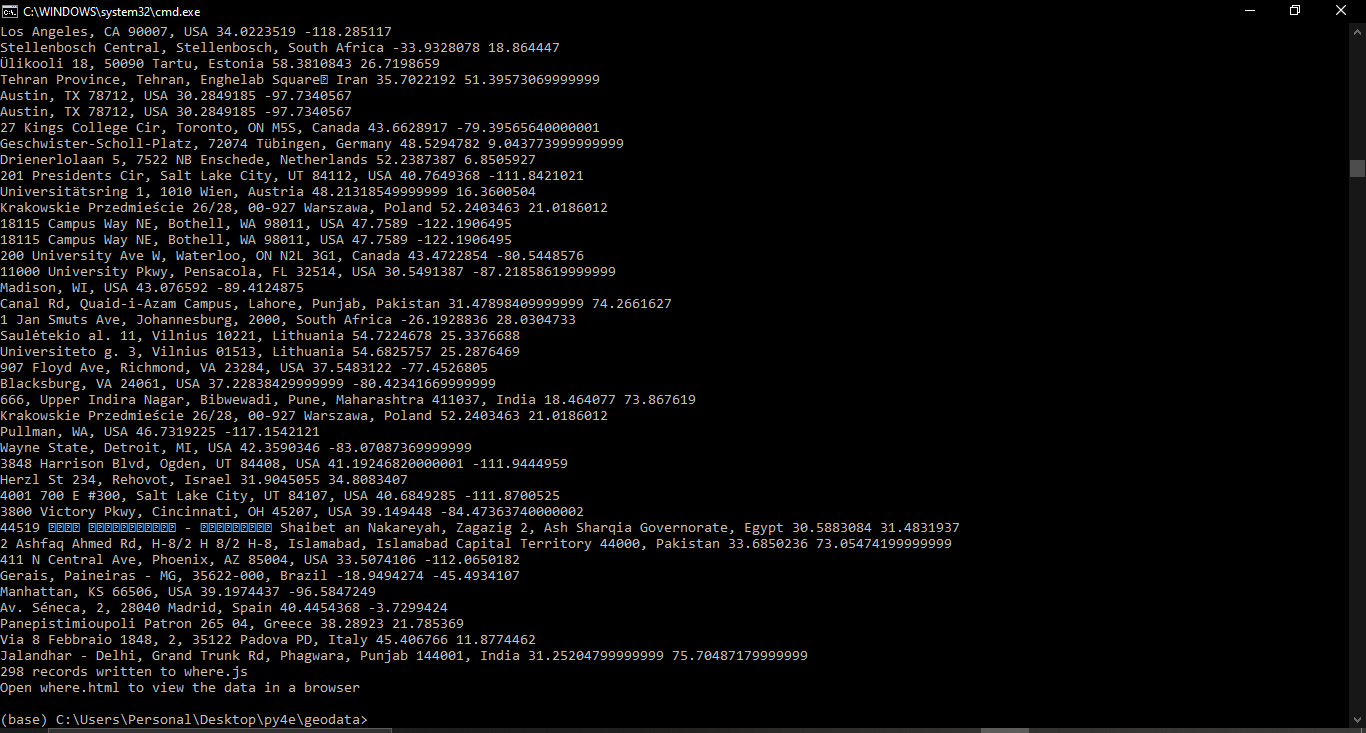 C:\WINDOWS\system32\cmd.exe
Los Angeles, CA 90007, USA 34.0223519 -118.285117
Stellenbosch Central, Stellenbosch, South Africa -33.9328078 18.864447
Ülikooli 18, 50090 Tartu, Estonia 58.3810843 26.7198659
Tehran Province, Tehran, Enghelab Square Iran 35.7022192 51.39573069999999
Austin, TX 78712, USA 30.2849185 -97.7340567
Austin, TX 78712, USA 30.2849185 -97.7340567
27 Kings College Cir, Toronto, ON M5S, Canada 43.6628917 -79.39565640000001
Geschwister-Scholl-Platz, 72074 Tübingen, Germany 48.5294782 9.043773999999999
Drienerlolaan 5, 7522 NB Enschede, Netherlands 52.2387387 6.8505927
201 Presidents Cir, Salt Lake City, UT 84112, USA 40.7649368 -111.8421021
Universitätsring 1, 1010 Wien, Austria 48.21318549999999 16.3600504
Krakowskie Przedmieście 26/28, 00-927 Warszawa, Poland 52.2403463 21.0186012
18115 Campus Way NE, Bothell, WA 98011, USA 47.7589 -122.1906495
18115 Campus Way NE, Bothell, WA 98011, USA 47.7589 -122.1906495
200 University Ave W, Waterloo, ON N2L 3G1, Canada 43.4722854 -80.5448576
11000 University Pkwy, Pensacola, FL 32514, USA 30.5491387 -87.21858619999999
Madison, WI, USA 43.076592 -89.4124875
Canal Rd, Quaid-i-Azam Campus, Lahore, Punjab, Pakistan 31.47898409999999 74.2661627
1 Jan Smuts Ave, Johannesburg, 2000, South Africa -26.1928836 28.0304733
Saulėtekio al. 11, Vilnius 10221, Lithuania 54.7224678 25.3376688
Universiteto g. 3, Vilnius 01513, Lithuania 54.6825757 25.2876469
907 Floyd Ave, Richmond, VA 23284, USA 37.5483122 -77.4526805
Blacksburg, VA 24061, USA 37.22838429999999 -80.42341669999999
666, Upper Indira Nagar, Bibwewadi, Pune, Maharashtra 411037, India 18.464077 73.867619
Krakowskie Przedmieście 26/28, 00-927 Warszawa, Poland 52.2403463 21.0186012
Pullman, WA, USA 46.7319225 -117.1542121
Wayne State, Detroit, MI, USA 42.3590346 -83.07087369999999
3848 Harrison Blvd, Ogden, UT 84408, USA 41.19246820000001 -111.9444959
Herzl St 234, Rehovot, Israel 31.9045055 34.8083407
4001 700 E #300, Salt Lake City, UT 84107, USA 40.6849285 -111.8700525
3800 Victory Pkwy, Cincinnati, OH 45207, USA 39.149448 -84.47363740000002
44519 - Shaibet an Nakareyah, Zagazig 2, Ash Sharqia Governorate, Egypt 30.5883084 31.4831937
2 Ashfaq Ahmed Rd, H-8/2 H 8/2 H-8, Islamabad, Islamabad Capital Territory 44000, Pakistan 33.6850236 73.05474199999999
411 N Central Ave, Phoenix, AZ 85004, USA 33.5074106 -112.0650182
Gerais, Paineiras - MG, 35622-000, Brazil -18.9494274 -45.4934107
Manhattan, KS 66506, USA 39.1974437 -96.5847249
Av. Séneca, 2, 28040 Madrid, Spain 40.4454368 -3.7299424
Panepistimioupoli Patron 265 04, Greece 38.28923 21.785369
Via 8 Febbraio 1848, 2, 35122 Padova PD, Italy 45.406766 11.8774462
Jalandhar - Delhi, Grand Trunk Rd, Phagwara, Punjab 144001, India 31.25204799999999 75.70487179999999
298 records written to where.js
Open where.html to view the data in a browser
(base) C:\Users\Personal\Desktop\py4e\geodata>